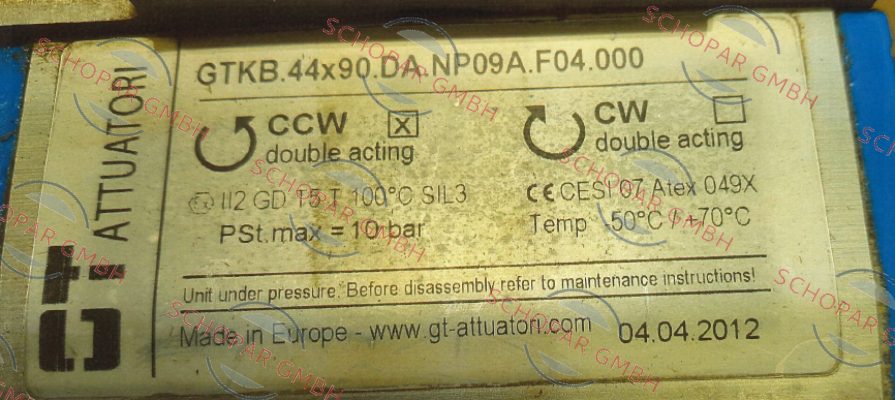 GT ATTUATORI
GTKB.44x90.DA.NP09A.F04.000
CCW X
double acting
CW
double acting
II2 GD T5 T 100°C SIL3
CE CESI 07 Atex 049X
PSt.max = 10 bar
Temp -50°C ÷ +70°C
Unit under pressure. Before disassembly refer to maintenance instructions!
Made in Europe - www.gt-attuatori.com 04.04.2012
SCHOPAR GMBH